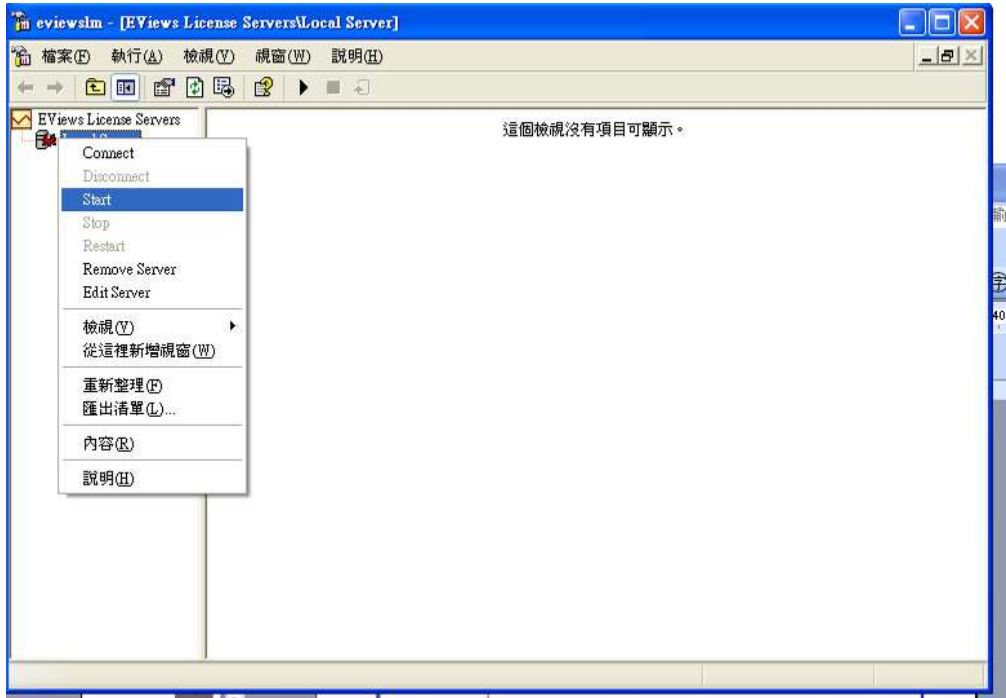 eviewslm - [EViews License Servers\Local Server]
檔案(F) 執行(A) 檢視(V) 視窗(W) 說明(H)
EViews License Servers
這個檢視沒有項目可顯示。
Connect
Disconnect
Start
Stop
Restart
Remove Server
Edit Server
檢視(V)
從這裡新增視窗(W)
重新整理(F)
匯出清單(L)...
內容(R)
說明(H)
字
40